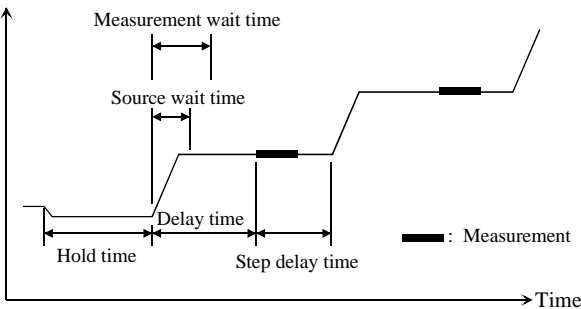 Measurement wait time
Source wait time
Delay time
Hold time
Step delay time
: Measurement
Time